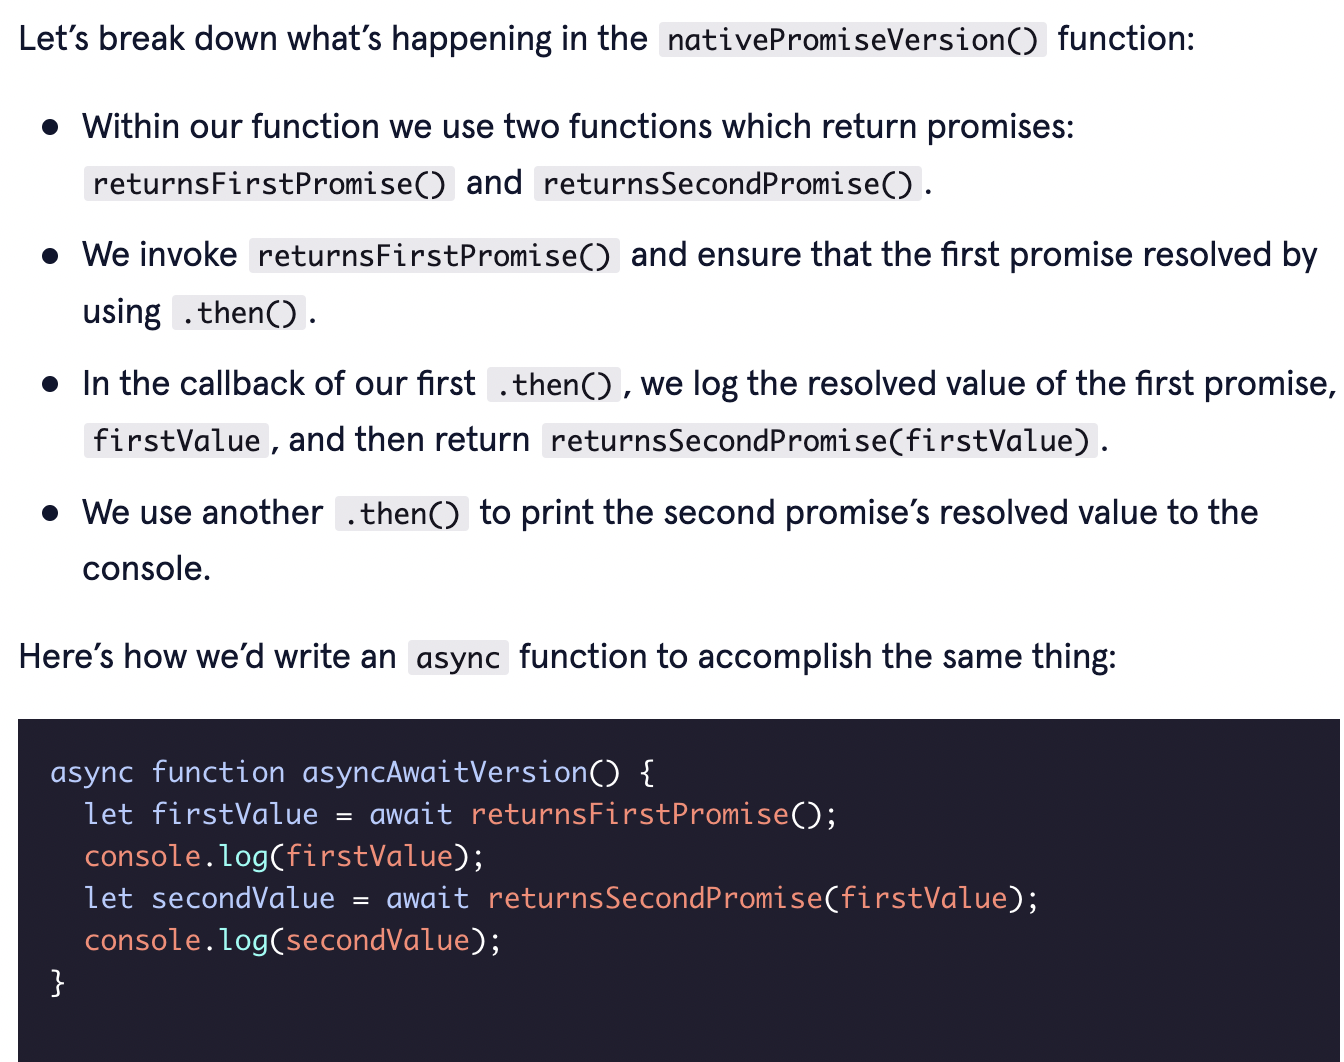 Let’s break down what’s happening in the nativePromiseVersion() function:
● Within our function we use two functions which return promises:
returnsFirstPromise() and returnsSecondPromise().
● We invoke returnsFirstPromise() and ensure that the first promise resolved by
using .then().
● In the callback of our first .then(), we log the resolved value of the first promise,
firstValue, and then return returnsSecondPromise(firstValue).
● We use another .then() to print the second promise’s resolved value to the
console.
Here’s how we’d write an async function to accomplish the same thing:
async function asyncAwaitVersion() {
  let firstValue = await returnsFirstPromise();
  console.log(firstValue);
  let secondValue = await returnsSecondPromise(firstValue);
  console.log(secondValue);
}